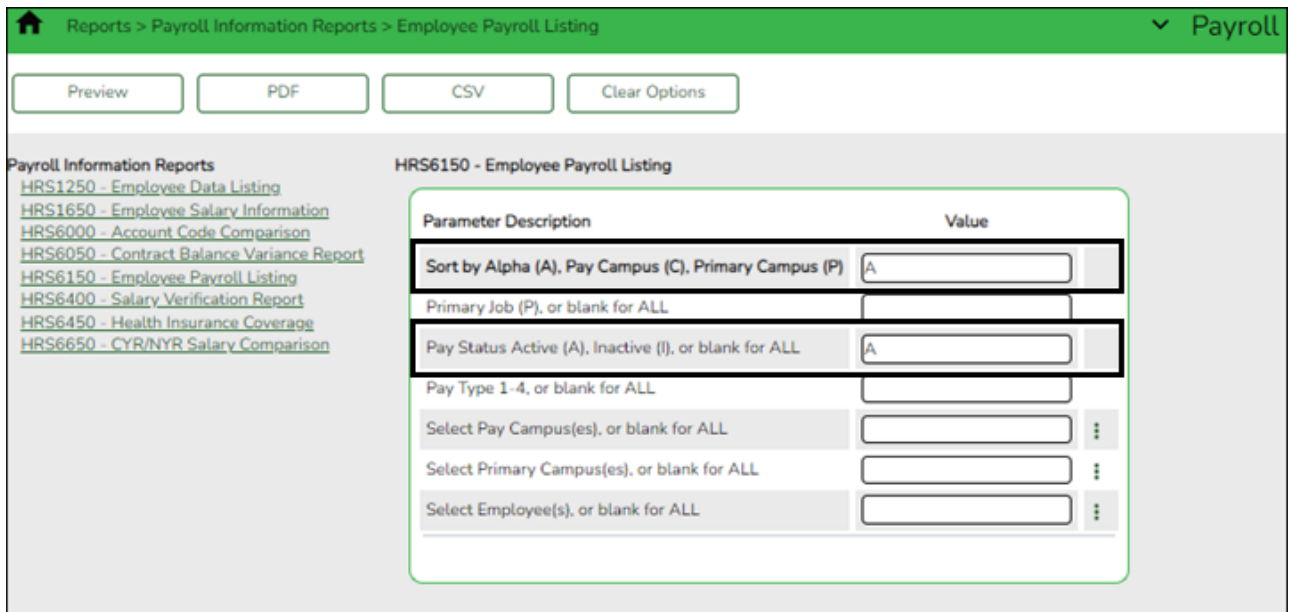 Reports > Payroll Information Reports > Employee Payroll Listing
Payroll
Preview
PDF
CSV
Clear Options
Payroll Information Reports
HRS1250 - Employee Data Listing
HRS1650 - Employee Salary Information
HRS6000 - Account Code Comparison
HRS6050 - Contract Balance Variance Report
HRS6150 - Employee Payroll Listing
HRS6400 - Salary Verification Report
HRS6450 - Health Insurance Coverage
HRS6650 - CYR/NYR Salary Comparison
HRS6150 - Employee Payroll Listing
Parameter Description Value
Sort by Alpha (A), Pay Campus (C), Primary Campus (P) A
Primary Job (P), or blank for ALL
Pay Status Active (A), Inactive (I), or blank for ALL A
Pay Type 1-4, or blank for ALL
Select Pay Campus(es), or blank for ALL
Select Primary Campus(es), or blank for ALL
Select Employee(s), or blank for ALL